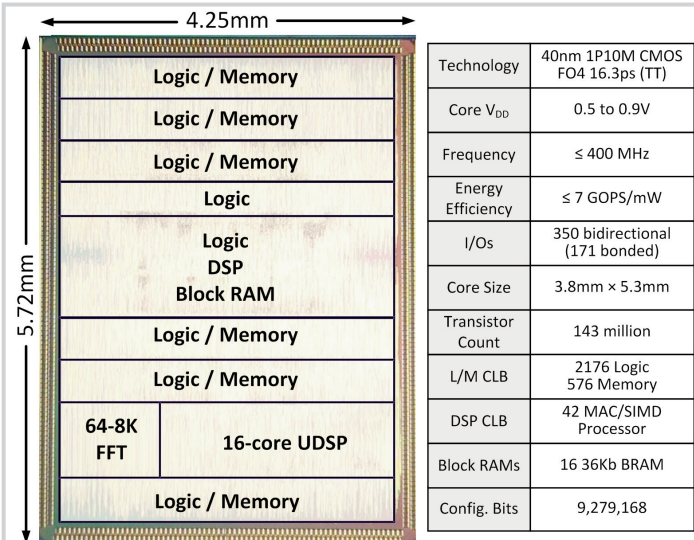 4.25mm
5.72mm
Logic / Memory
Logic / Memory
Logic / Memory
Logic
Logic
DSP
Block RAM
Logic / Memory
Logic / Memory
64-8K
FFT
16-core UDSP
Logic / Memory
Technology
40nm 1P10M CMOS
FO4 16.3ps (TT)
Core VDD
0.5 to 0.9V
Frequency
≤ 400 MHz
Energy
Efficiency
≤ 7 GOPS/mW
I/Os
350 bidirectional
(171 bonded)
Core Size
3.8mm × 5.3mm
Transistor
Count
143 million
L/M CLB
2176 Logic
576 Memory
DSP CLB
42 MAC/SIMD
Processor
Block RAMs
16 36Kb BRAM
Config. Bits
9,279,168